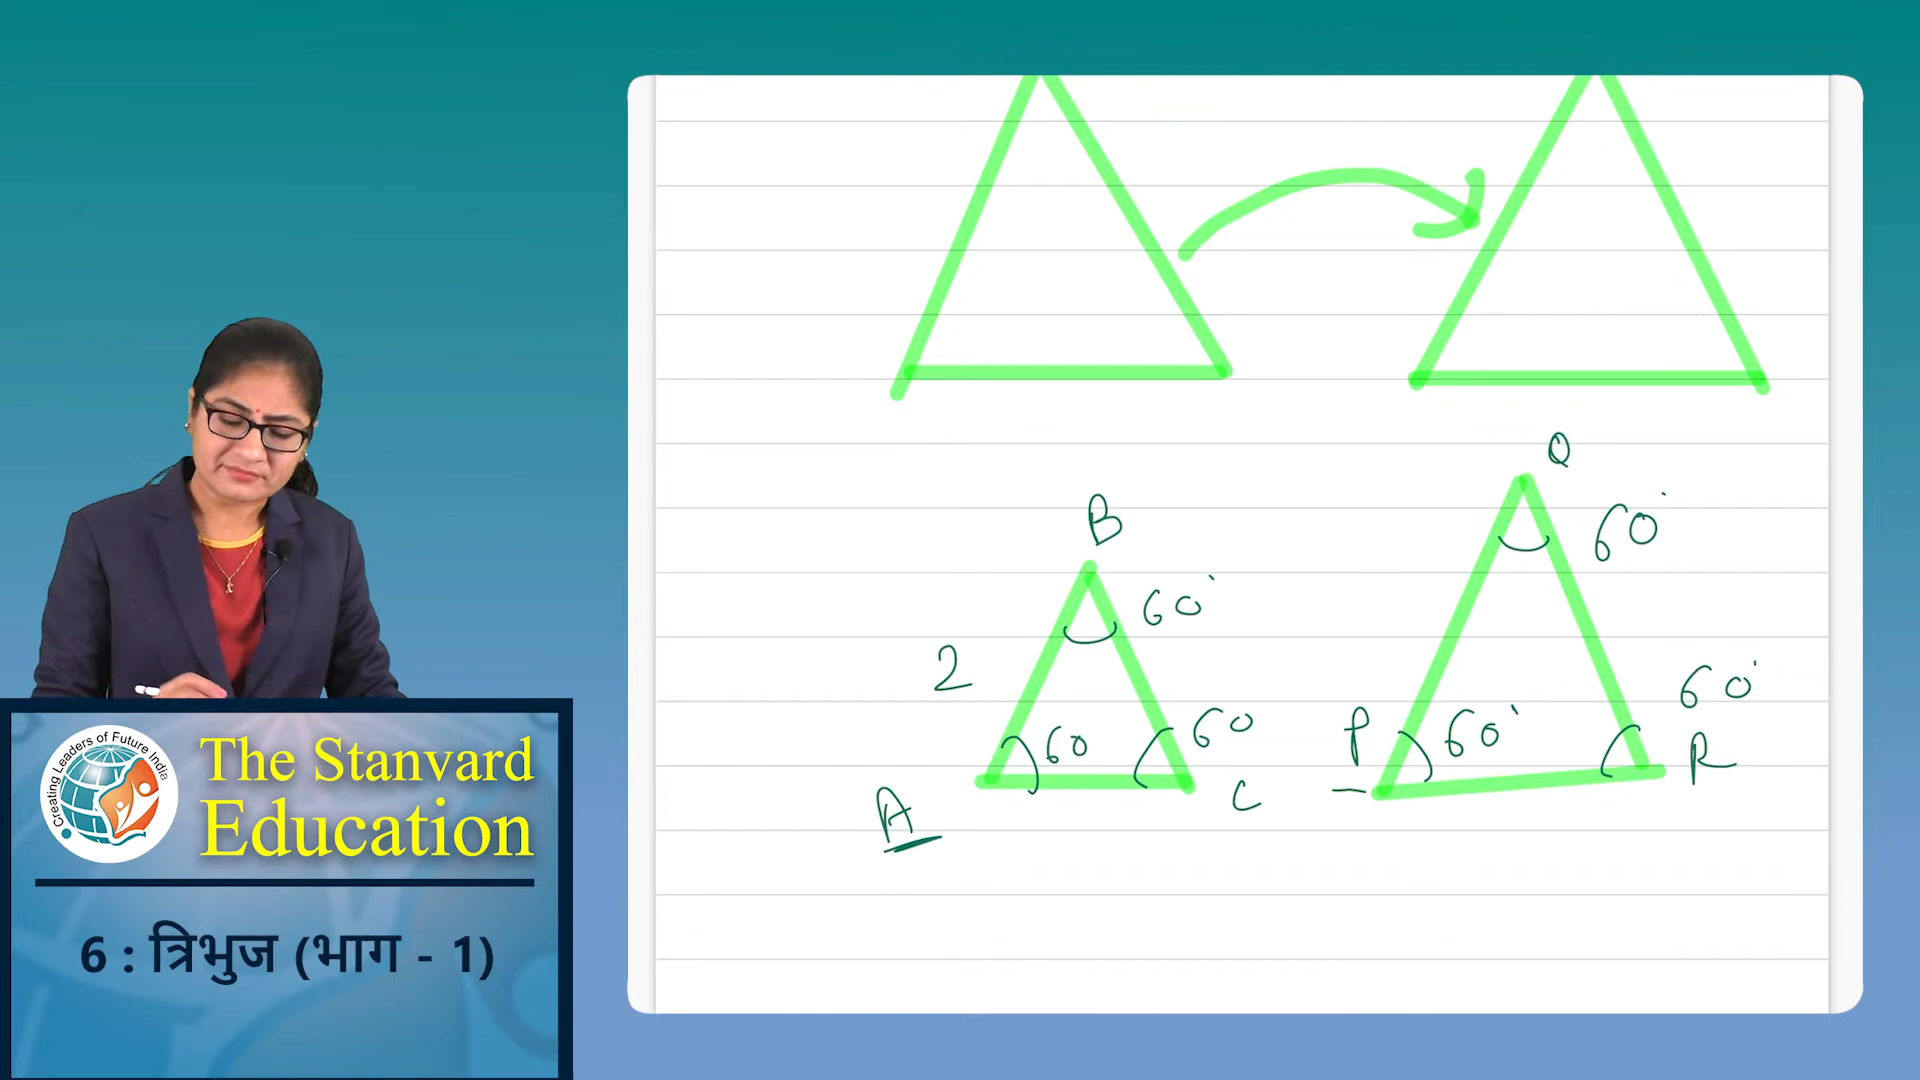 Q
60°
B
60°
2
60°
P
60°
60
60
R
A
C
Creating Leaders of Future India
The Stanvard
Education
6 : त्रिभुज (भाग - 1)